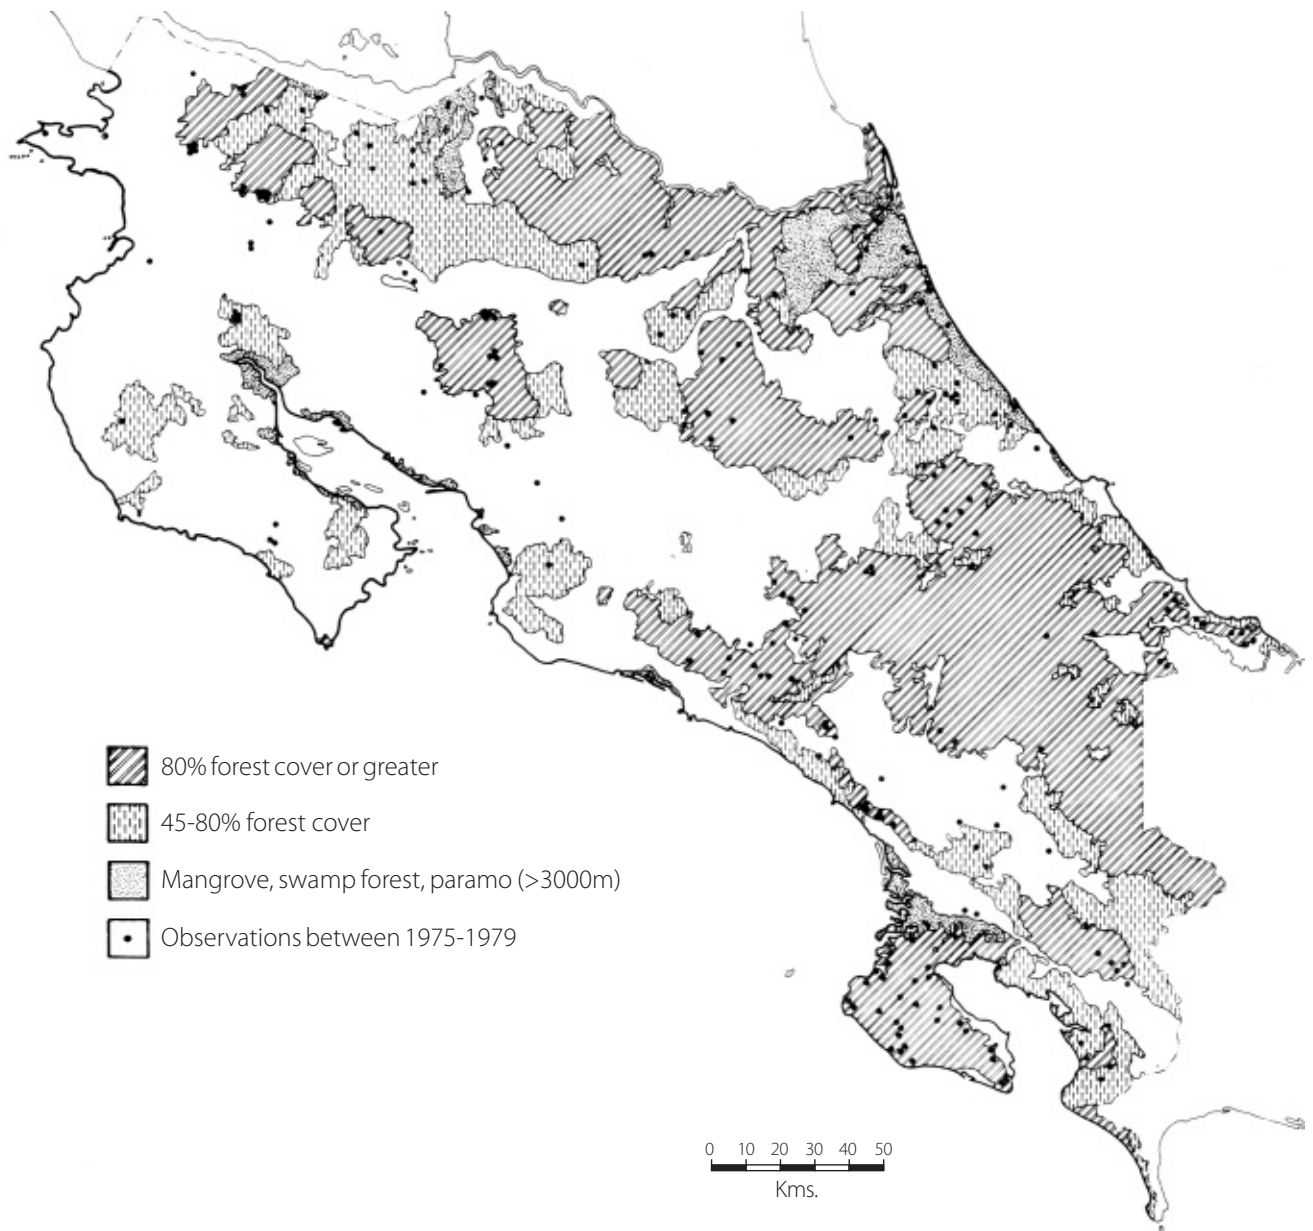 80% forest cover or greater
45-80% forest cover
Mangrove, swamp forest, paramo (>3000m)
Observations between 1975-1979
0 10 20 30 40 50
Kms.